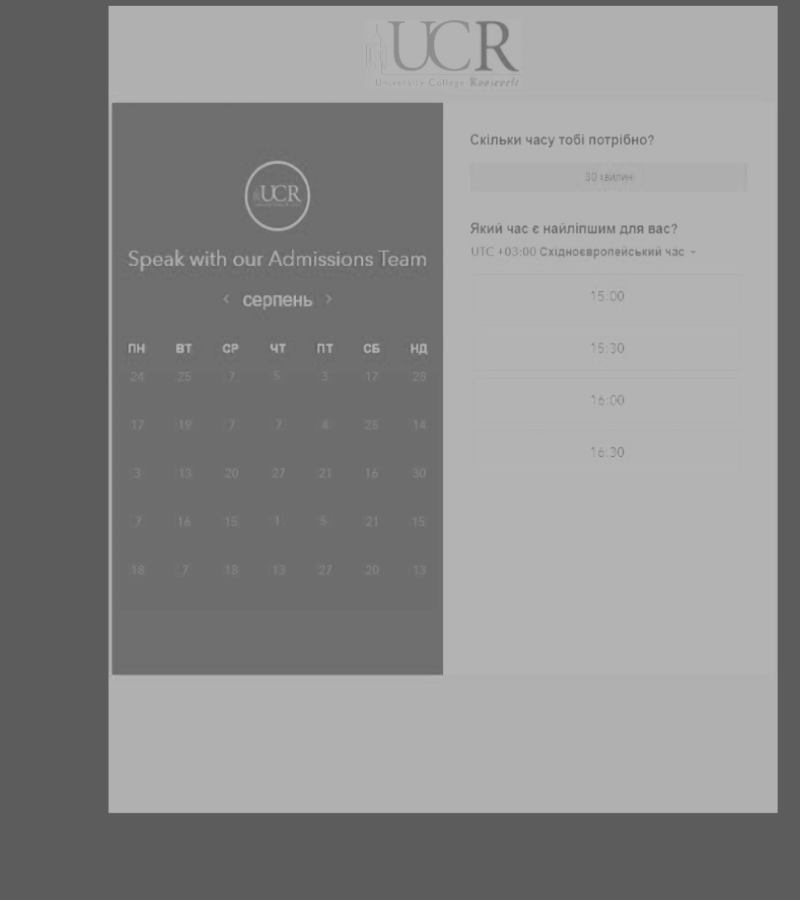 UCR
University College Roosevelt
UCR
Speak with our Admissions Team
‹ серпень ›
ПН ВТ СР ЧТ ПТ СБ НД
24 25 7 5 3 17 28
17 19 7 7 4 25 14
3 13 20 27 21 16 30
7 16 15 1 5 21 15
18 7 18 13 27 20 13
Скільки часу тобі потрібно?
30 хвилин
Який час є найліпшим для вас?
UTC +03:00 Східноєвропейський час
15:00
15:30
16:00
16:30